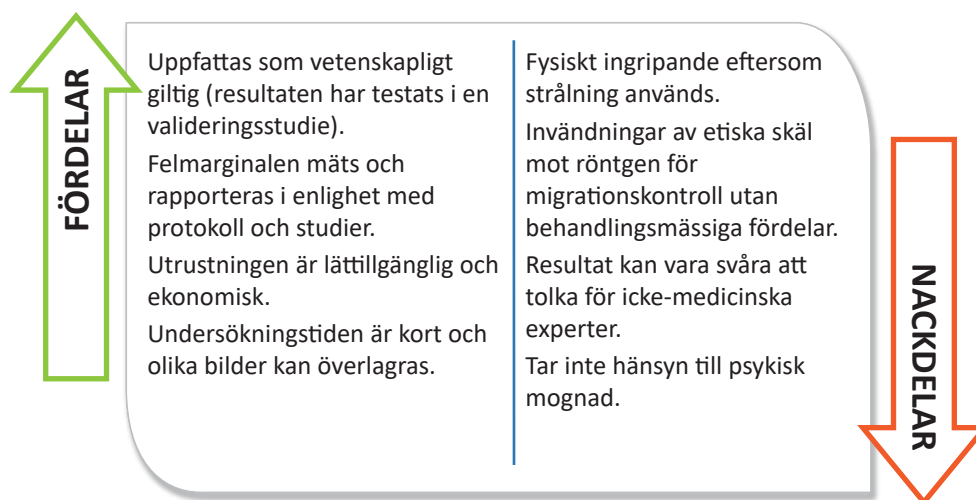 FÖRDELAR
Uppfattas som vetenskapligt
giltig (resultaten har testats i en
valideringsstudie).
Felmarginalen mäts och
rapporteras i enlighet med
protokoll och studier.
Utrustningen är lättillgänglig och
ekonomisk.
Undersökningstiden är kort och
olika bilder kan överlagras.
Fysiskt ingripande eftersom
strålning används.
Invändningar av etiska skäl
mot röntgen för
migrationskontroll utan
behandlingsmässiga fördelar.
Resultat kan vara svåra att
tolka för icke-medicinska
experter.
Tar inte hänsyn till psykisk
mognad.
NACKDELAR